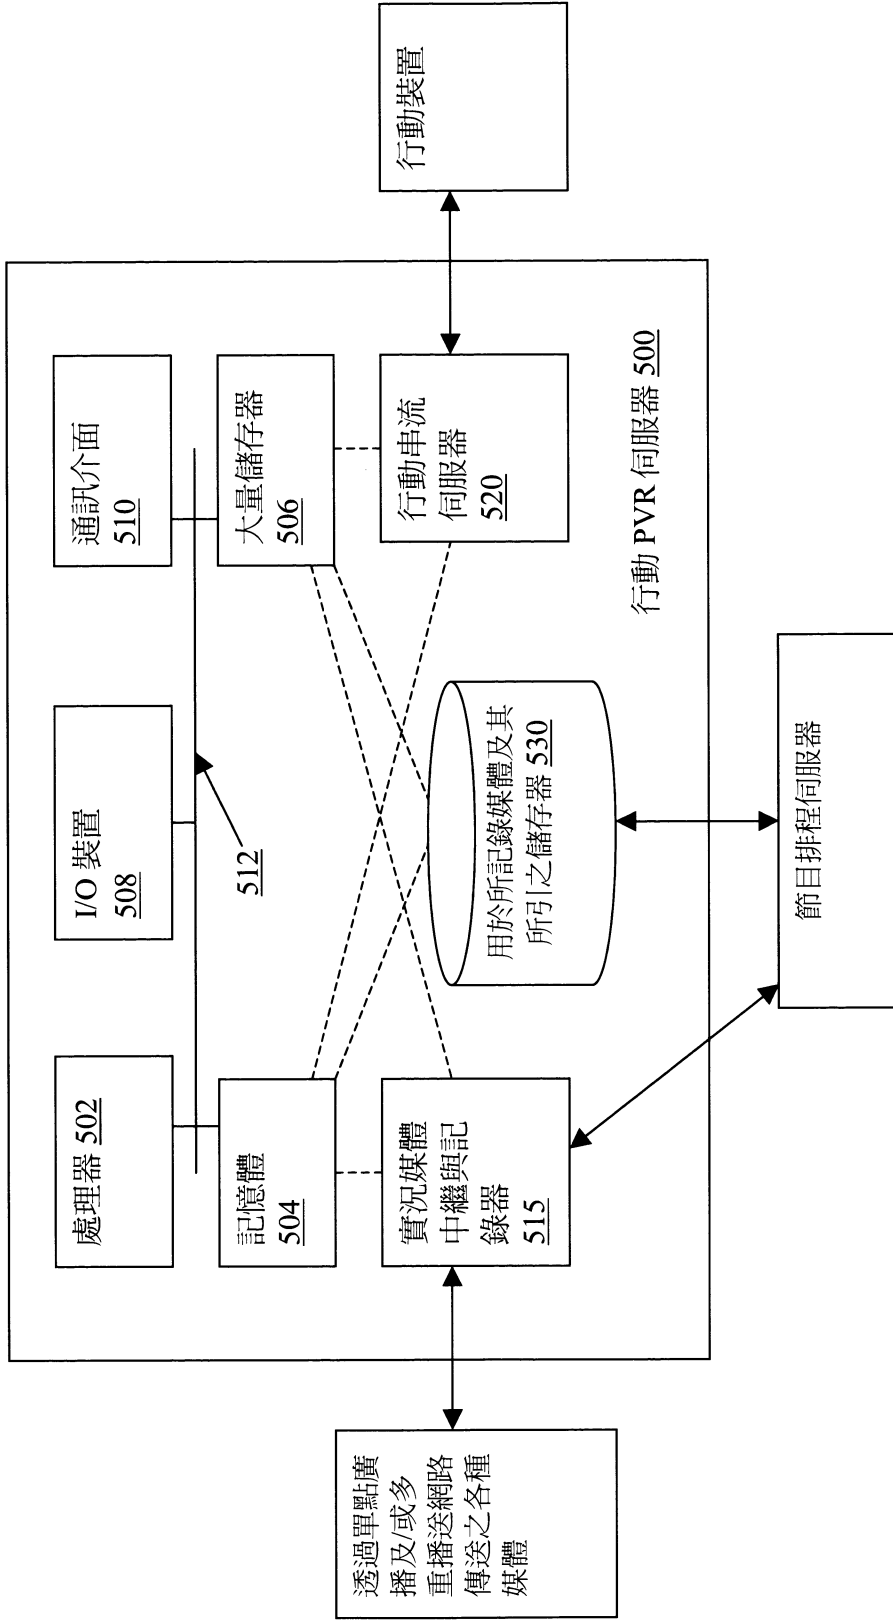 處理器 502
I/O 裝置
508
通訊介面
510
512
記憶體
504
大量儲存器
506
透過單點廣
播及/或多
重播送網路
傳送之各種
媒體
實況媒體
中繼與記
錄器
515
用於所記錄媒體及其
所引之儲存器 530
行動串流
伺服器
520
行動裝置
行動 PVR 伺服器 500
節目排程伺服器